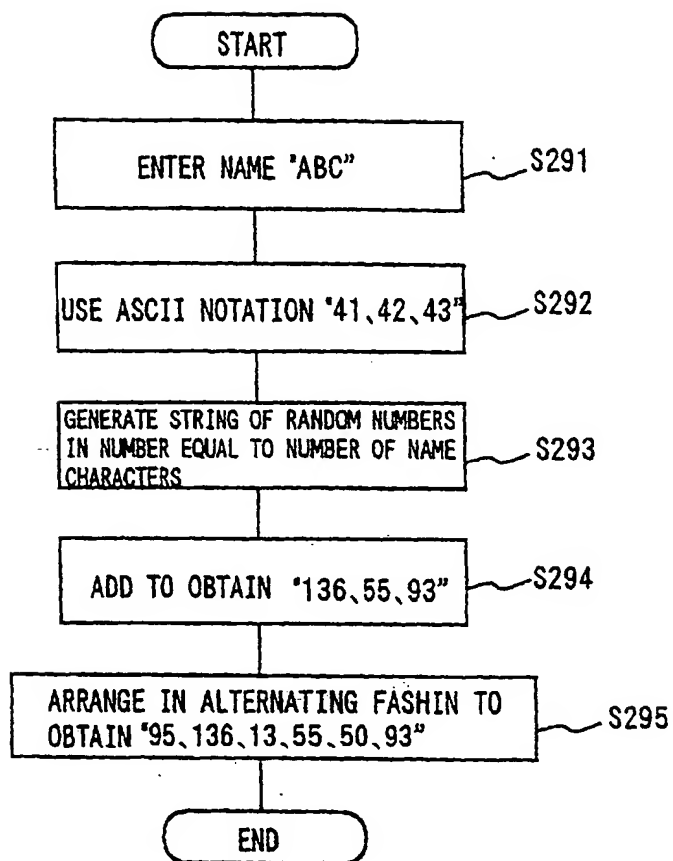 START
ENTER NAME "ABC"
S291
USE ASCII NOTATION "41、42、43"
S292
GENERATE STRING OF RANDOM NUMBERS
IN NUMBER EQUAL TO NUMBER OF NAME
CHARACTERS
S293
ADD TO OBTAIN "136、55、93"
S294
ARRANGE IN ALTERNATING FASHIN TO
OBTAIN "95、136、13、55、50、93"
S295
END